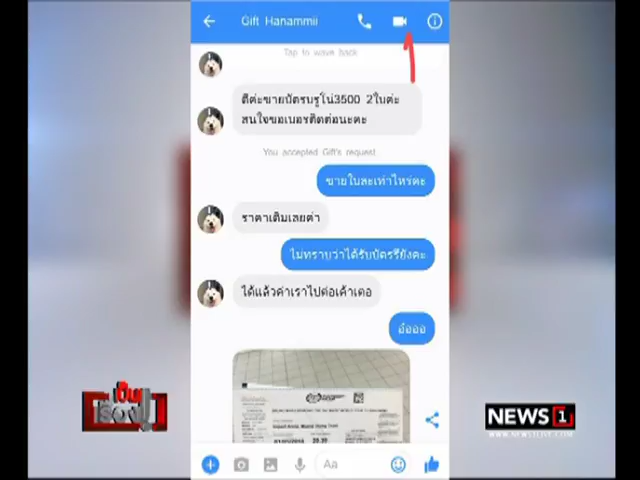 Gift Hanammii
Tap to wave back
ดีค่ะขายบัตรบรูโน่3500 2ใบค่ะ
สนใจขอเบอรติดต่อนะคะ
You accepted Gift's request
ขายใบละเท่าไหร่คะ
ราคาเดิมเลยค่า
ไม่ทราบว่าได้รับบัตรรึยังคะ
ได้แล้วค่าเราไปต่อเค้าเตอ
อ๋อออ
Aa
NEWS 1